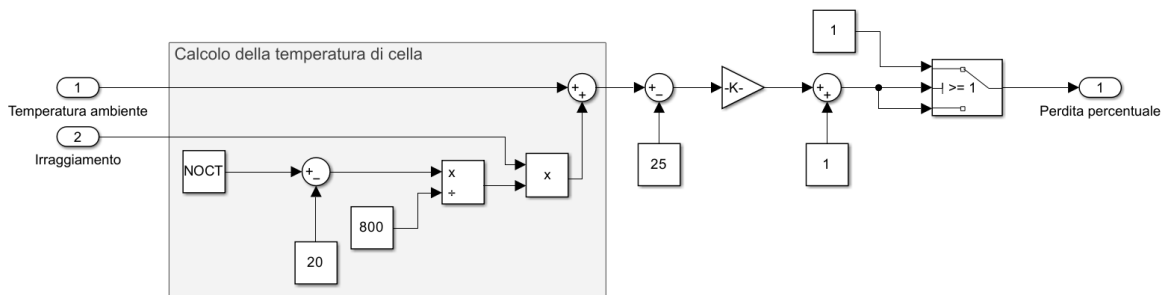 Calcolo della temperatura di cella
1
Temperatura ambiente
2
Irraggiamento
NOCT
+
−
20
x
÷
800
x
+
+
+
−
25
-K-
+
+
1
1
>= 1
1
Perdita percentuale